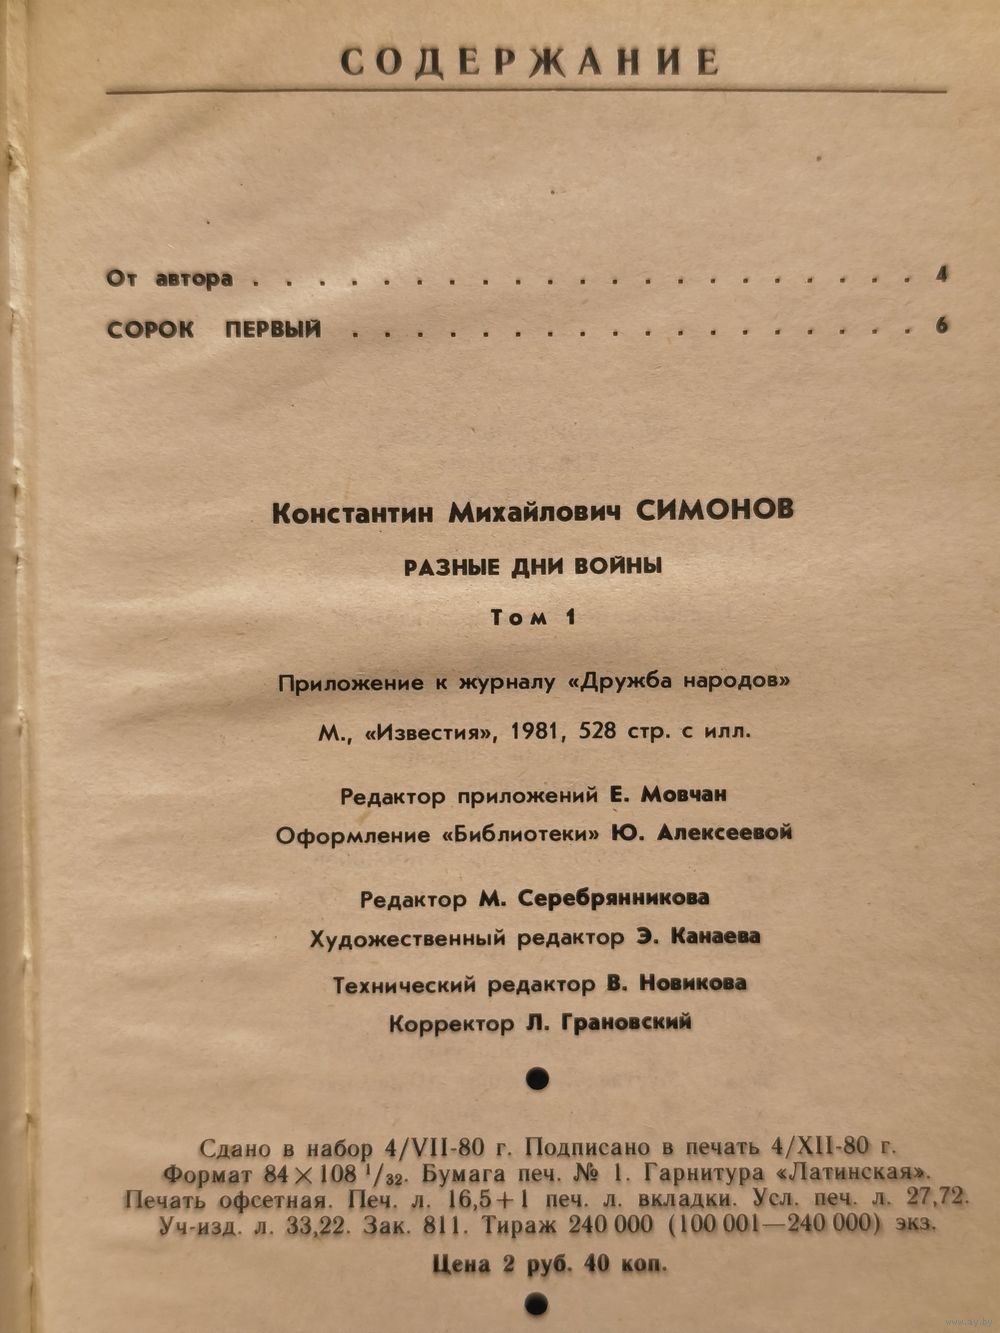 СОДЕРЖАНИЕ
От автора . . . . . . . . . . . . . . . . . . . . 4
СОРОК ПЕРВЫЙ . . . . . . . . . . . . . . . . . 6
Константин Михайлович СИМОНОВ
РАЗНЫЕ ДНИ ВОЙНЫ
Том 1
Приложение к журналу «Дружба народов»
М., «Известия», 1981, 528 стр. с илл.
Редактор приложений Е. Мовчан
Оформление «Библиотеки» Ю. Алексеевой
Редактор М. Серебрянникова
Художественный редактор Э. Канаева
Технический редактор В. Новикова
Корректор Л. Грановский
Сдано в набор 4/VII-80 г. Подписано в печать 4/XII-80 г.
Формат 84×108 1/32. Бумага печ. № 1. Гарнитура «Латинская».
Печать офсетная. Печ. л. 16,5+1 печ. л. вкладки. Усл. печ. л. 27,72.
Уч-изд. л. 33,22. Зак. 811. Тираж 240 000 (100 001—240 000) экз.
Цена 2 руб. 40 коп.
www.ay.by